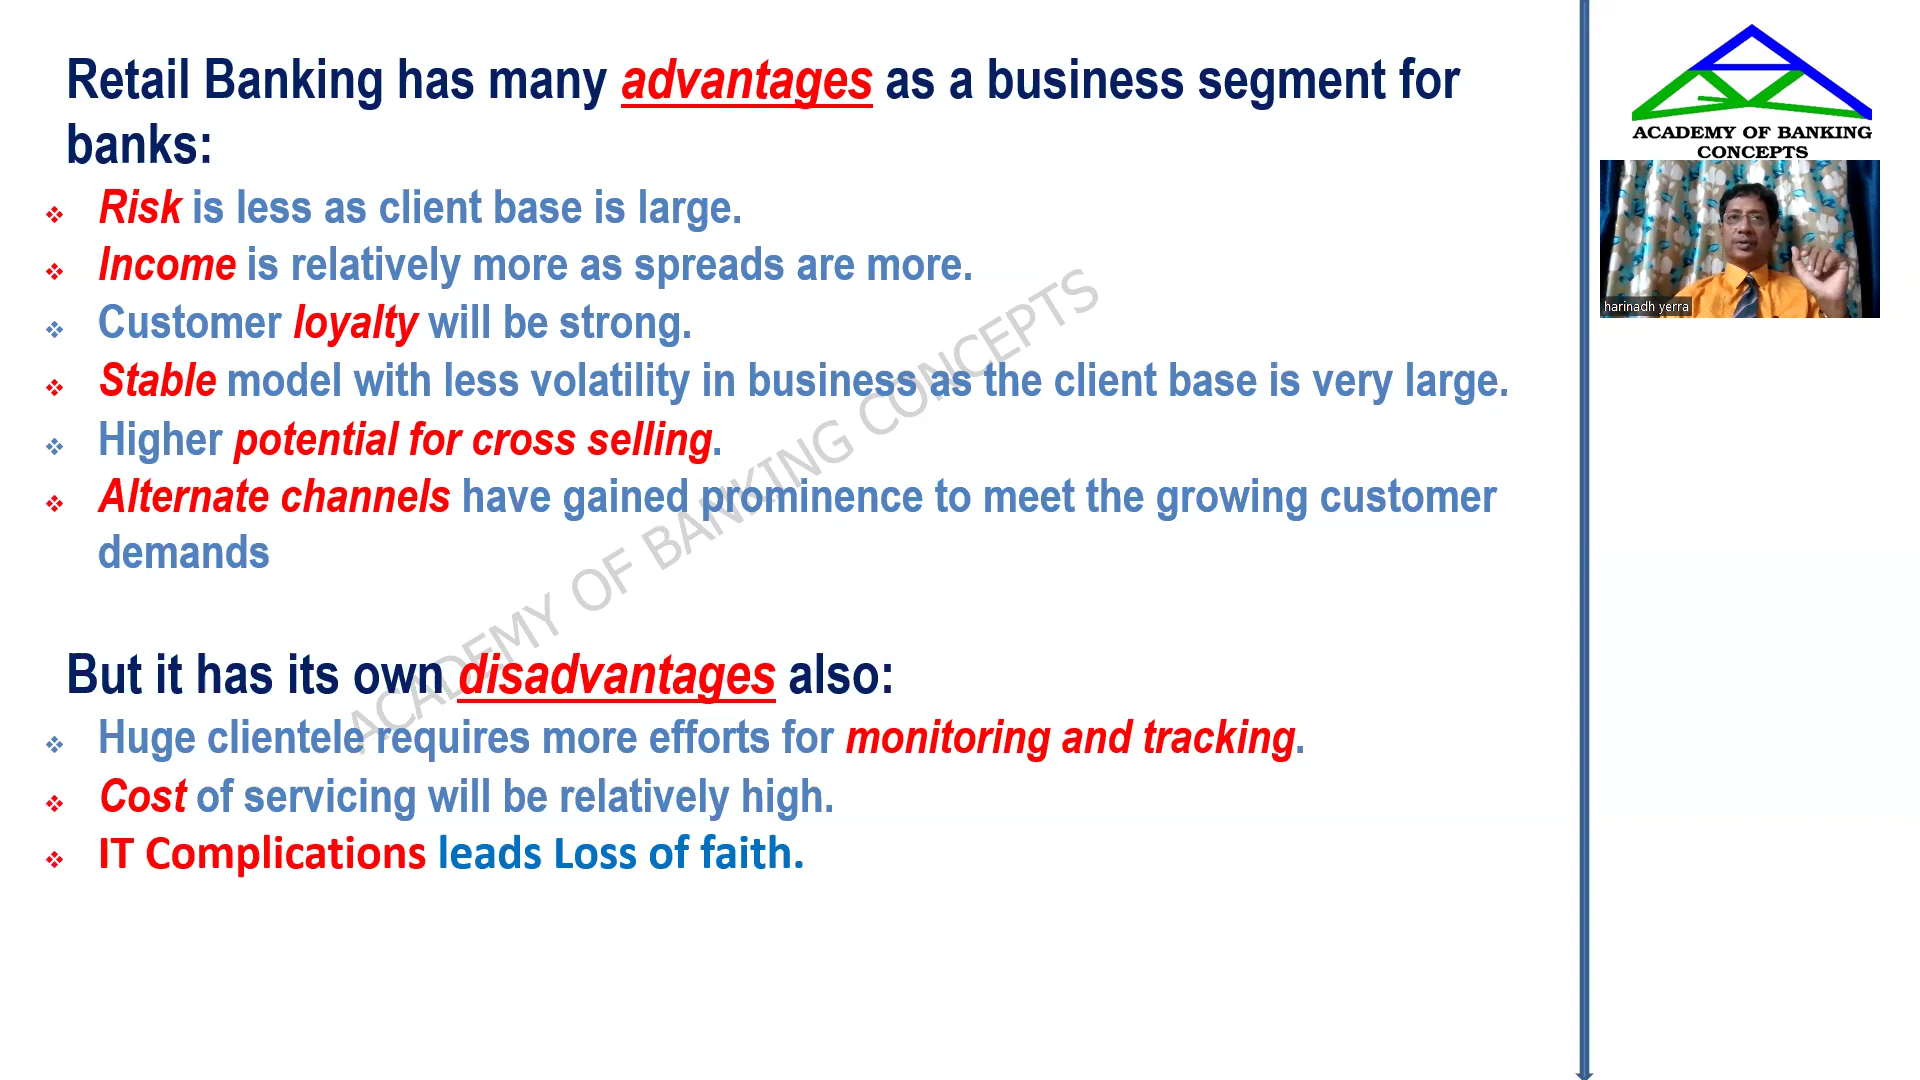 Retail Banking has many advantages as a business segment for
banks:
Risk is less as client base is large.
Income is relatively more as spreads are more.
Customer loyalty will be strong.
Stable model with less volatility in business as the client base is very large.
Higher potential for cross selling.
Alternate channels have gained prominence to meet the growing customer
demands
But it has its own disadvantages also:
Huge clientele requires more efforts for monitoring and tracking.
Cost of servicing will be relatively high.
IT Complications leads Loss of faith.
ACADEMY OF BANKING CONCEPTS
ACADEMY OF BANKING
CONCEPTS
harinadh yerra